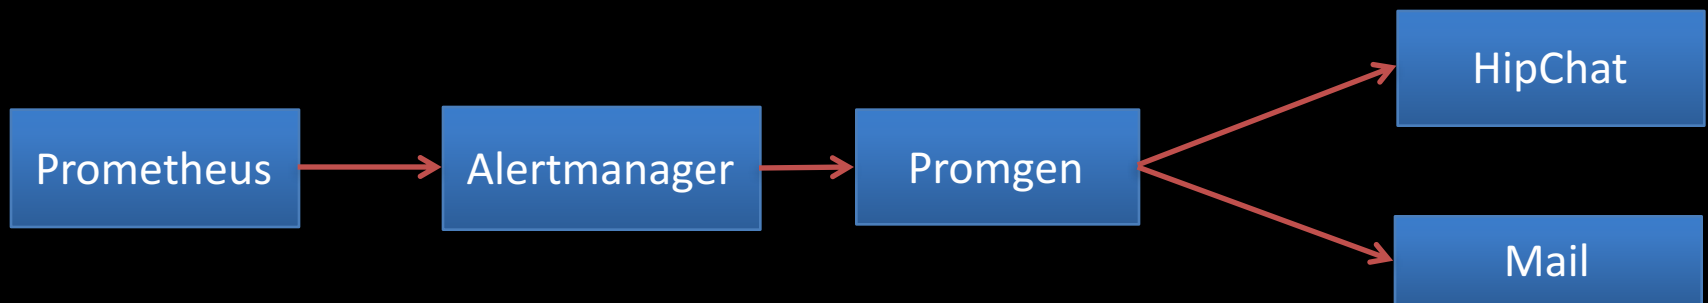 Prometheus
Alertmanager
Promgen
HipChat
Mail